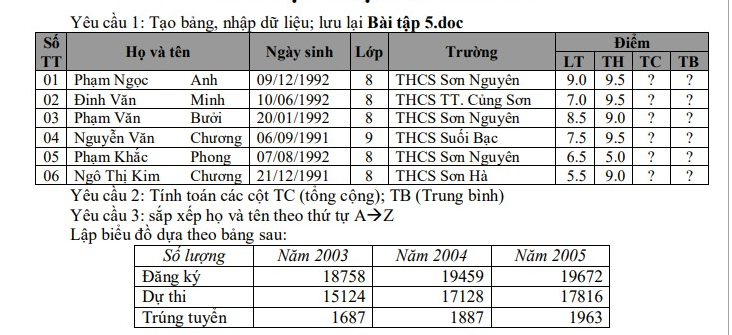 Yêu cầu 1: Tạo bảng, nhập dữ liệu; lưu lại Bài tập 5.doc
Số TT Họ và tên Ngày sinh Lớp Trường Điểm
LT TH TC TB
01 Phạm Ngọc Anh 09/12/1992 8 THCS Sơn Nguyên 9.0 9.5 ? ?
02 Đinh Văn Minh 10/06/1992 8 THCS TT. Củng Sơn 7.0 9.5 ? ?
03 Phạm Văn Bưởi 20/01/1992 8 THCS Sơn Nguyên 8.5 9.0 ? ?
04 Nguyễn Văn Chương 06/09/1991 9 THCS Suối Bạc 7.5 9.5 ? ?
05 Phạm Khắc Phong 07/08/1992 8 THCS Sơn Nguyên 6.5 5.0 ? ?
06 Ngô Thị Kim Chương 21/12/1991 8 THCS Sơn Hà 5.5 9.0 ? ?
Yêu cầu 2: Tính toán các cột TC (tổng cộng); TB (Trung bình)
Yêu cầu 3: sắp xếp họ và tên theo thứ tự A→Z
Lập biểu đồ dựa theo bảng sau:
Số lượng Năm 2003 Năm 2004 Năm 2005
Đăng ký 18758 19459 19672
Dự thi 15124 17128 17816
Trúng tuyển 1687 1887 1963